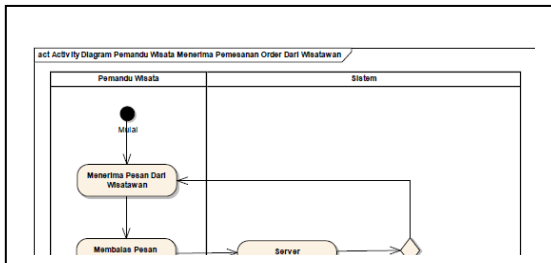 act Activity Diagram Pemandu Wisata Menerima Pemesanan Order Dari Wisatawan
Pemandu Wisata
Sistem
Mulai
Menerima Pesan Dari
Wisatawan
Membalas Pesan
Server